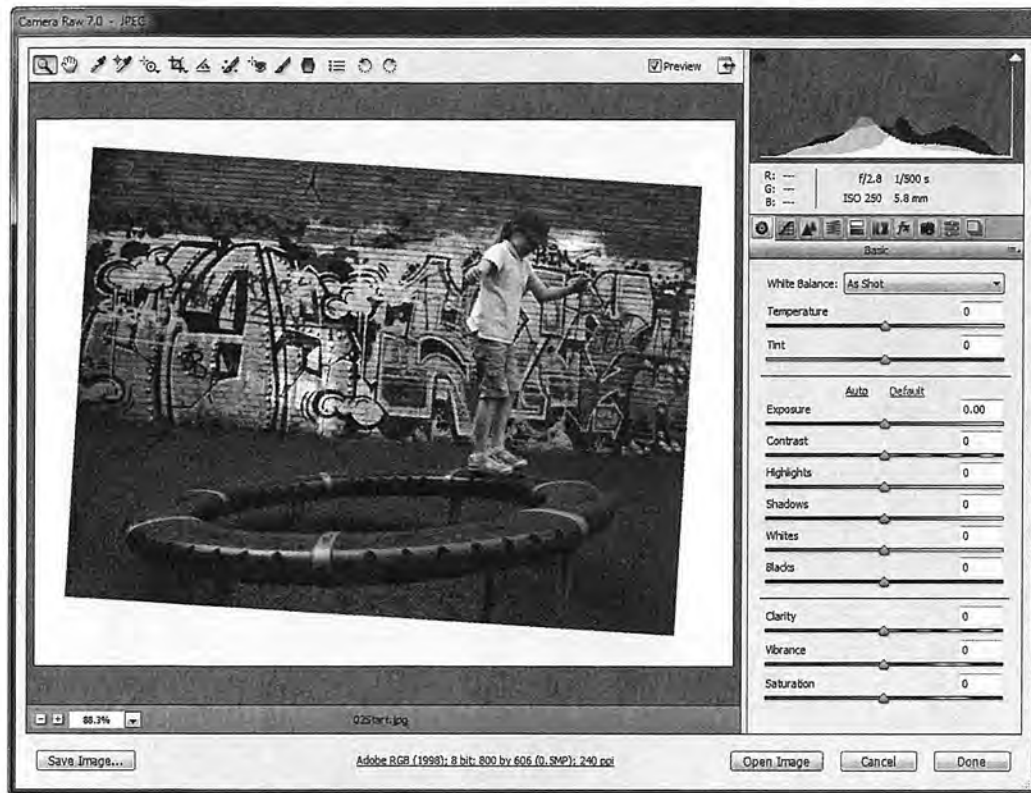 Camera Raw 7.0 - JPEG
Preview
R: ---
G: ---
B: ---
f/2.8 1/500 s
ISO 250 5.8 mm
fx
Basic
White Balance: As Shot
Temperature 0
Tint 0
Auto Default
Exposure 0.00
Contrast 0
Highlights 0
Shadows 0
Whites 0
Blacks 0
Clarity 0
Vibrance 0
Saturation 0
88.3%
02Start.jpg
Save Image...
Adobe RGB (1998); 8 bit; 800 by 606 (0.5MP); 240 ppi
Open Image
Cancel
Done